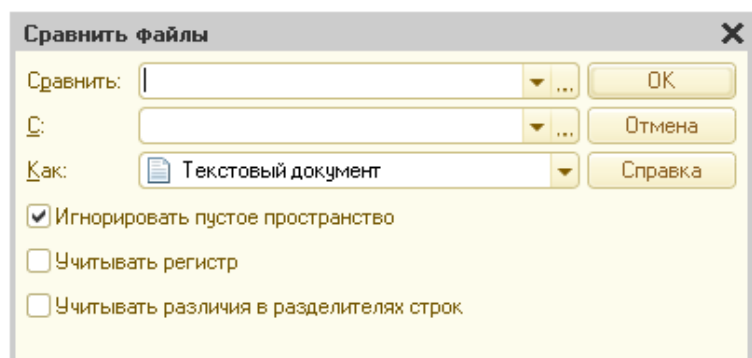 Сравнить файлы
Сравнить: ... OK
С: ... Отмена
Как: Текстовый документ Справка
Игнорировать пустое пространство
Учитывать регистр
Учитывать различия в разделителях строк